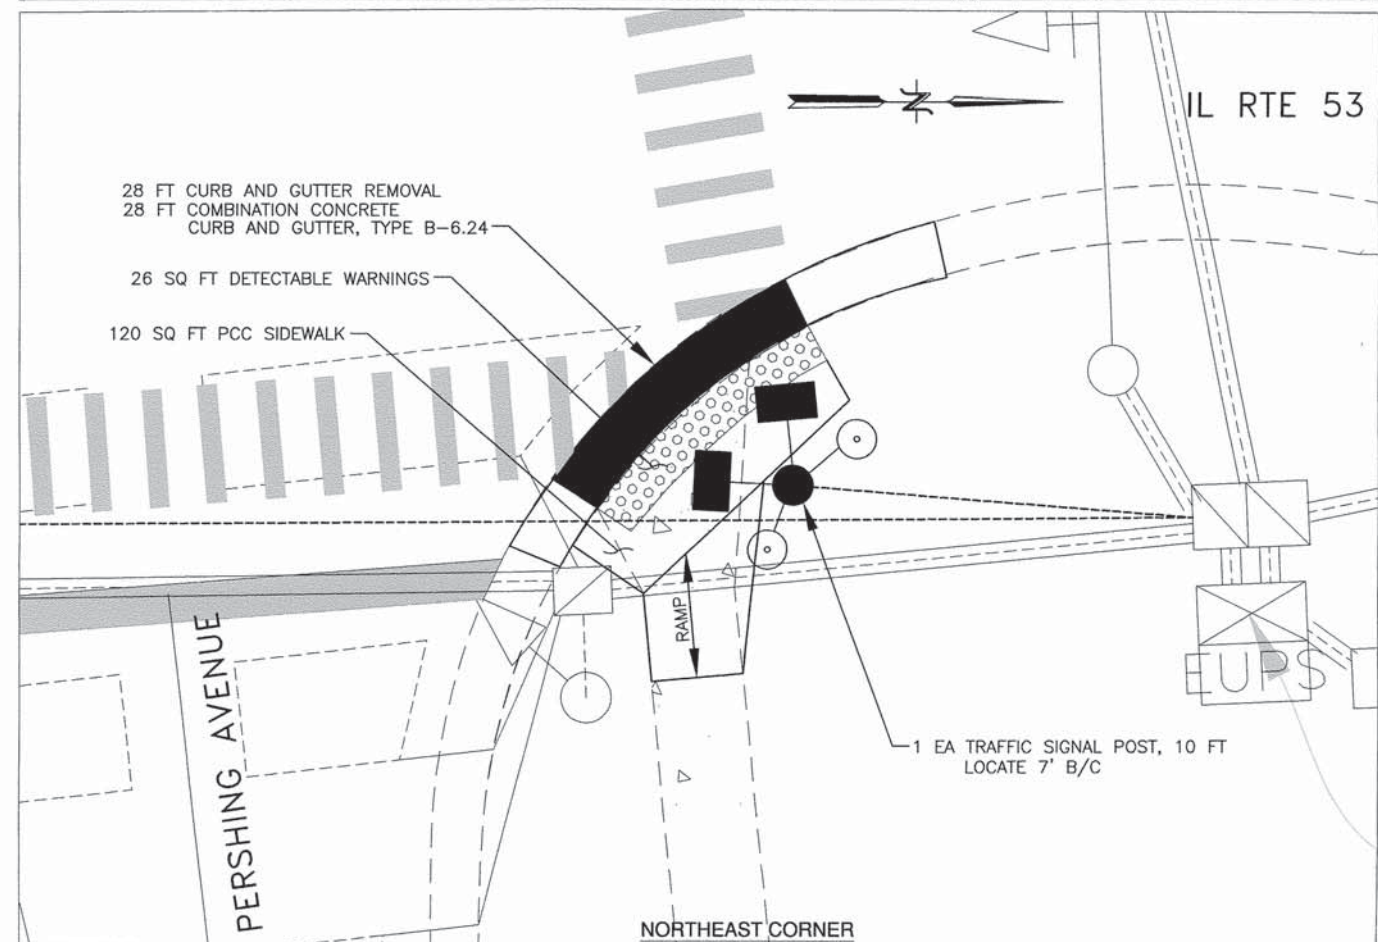 IL RTE 53
N
28 FT CURB AND GUTTER REMOVAL
28 FT COMBINATION CONCRETE
CURB AND GUTTER, TYPE B-6.24
26 SQ FT DETECTABLE WARNINGS
120 SQ FT PCC SIDEWALK
RAMP
PERSHING AVENUE
EUPS
1 EA TRAFFIC SIGNAL POST, 10 FT
LOCATE 7' B/C
NORTHEAST CORNER